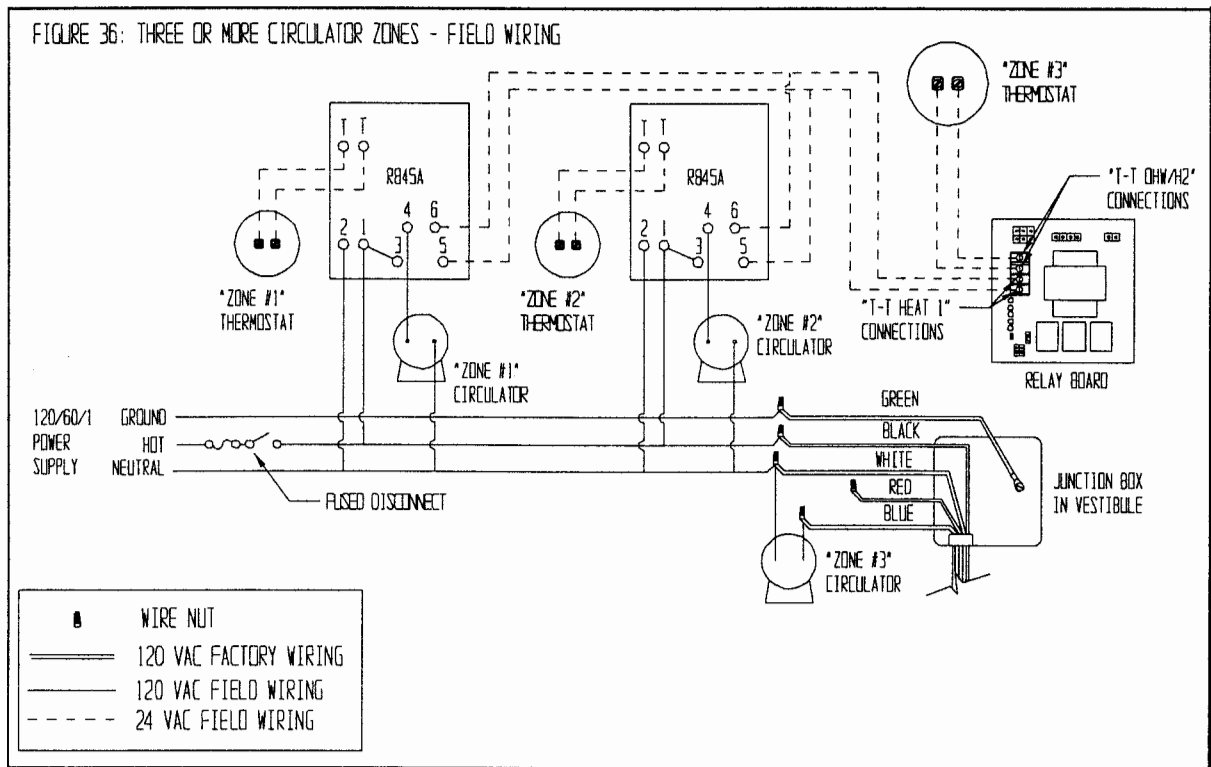 FIGURE 36: THREE OR MORE CIRCULATOR ZONES - FIELD WIRING
"ZONE #3"
THERMOSTAT
T T
R845A
2 1 4 6
3 5
T T
R845A
2 1 4 6
3 5
"T-T DHW/H2"
CONNECTIONS
"ZONE #1"
THERMOSTAT
"ZONE #2"
THERMOSTAT
"T-T HEAT 1"
CONNECTIONS
"ZONE #1"
CIRCULATOR
"ZONE #2"
CIRCULATOR
RELAY BOARD
120/60/1
POWER
SUPPLY
GROUND
HOT
NEUTRAL
FUSED DISCONNECT
GREEN
BLACK
WHITE
RED
BLUE
JUNCTION BOX
IN VESTIBULE
"ZONE #3"
CIRCULATOR
WIRE NUT
120 VAC FACTORY WIRING
120 VAC FIELD WIRING
24 VAC FIELD WIRING